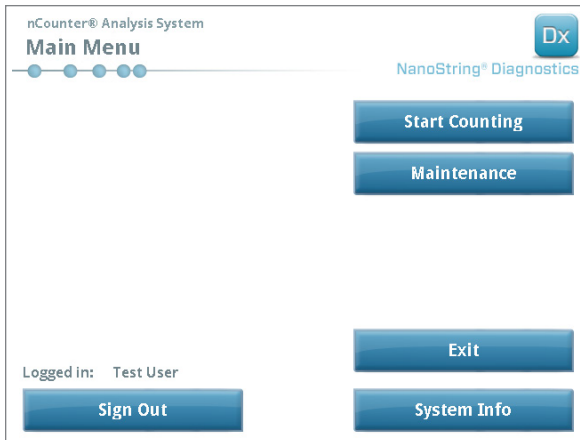 nCounter® Analysis System
Main Menu
Dx
NanoString® Diagnostics
Start Counting
Maintenance
Exit
Logged in: Test User
Sign Out
System Info